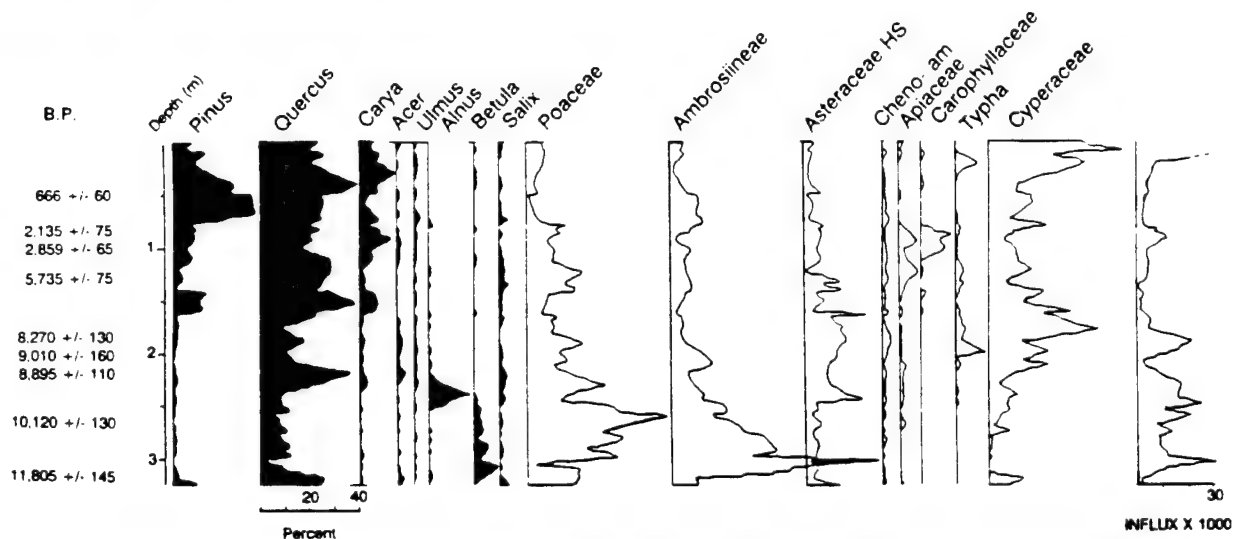 B.P.
Depth (m)
Pinus
Quercus
Carya
Acer
Ulmus
Alnus
Betula
Salix
Poaceae
Ambrosiineae
Asteraceae HS
Cheno- am
Apiaceae
Carophyllaceae
Typha
Cyperaceae
666 +/- 60
2.135 +/- 75
2.859 +/- 65
1
5.735 +/- 75
8.270 +/- 130
9,010 +/- 160
2
8,895 +/- 110
10,120 +/- 130
3
11,805 +/- 145
20 40
30
Percent
INFLUX X 1000